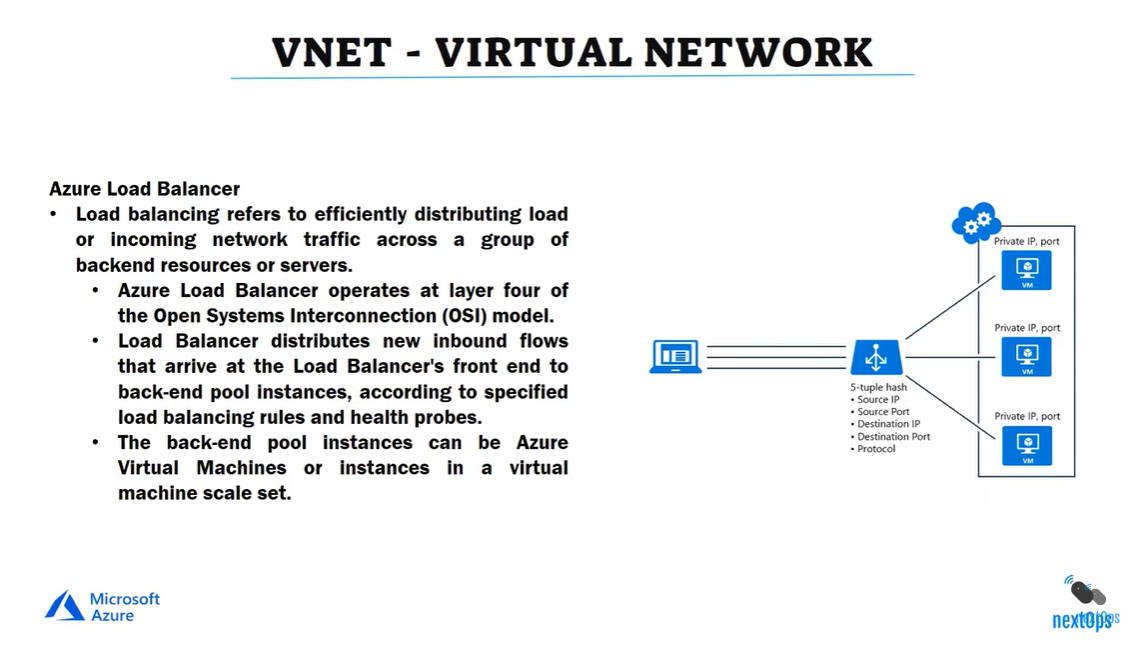 VNET - VIRTUAL NETWORK
Azure Load Balancer
• Load balancing refers to efficiently distributing load
or incoming network traffic across a group of
backend resources or servers.
• Azure Load Balancer operates at layer four of
the Open Systems Interconnection (OSI) model.
• Load Balancer distributes new inbound flows
that arrive at the Load Balancer's front end to
back-end pool instances, according to specified
load balancing rules and health probes.
• The back-end pool instances can be Azure
Virtual Machines or instances in a virtual
machine scale set.
Private IP, port
VM
Private IP, port
VM
5-tuple hash
• Source IP
• Source Port
• Destination IP
• Destination Port
• Protocol
Private IP, port
VM
Microsoft
Azure
nextOps
nextOps